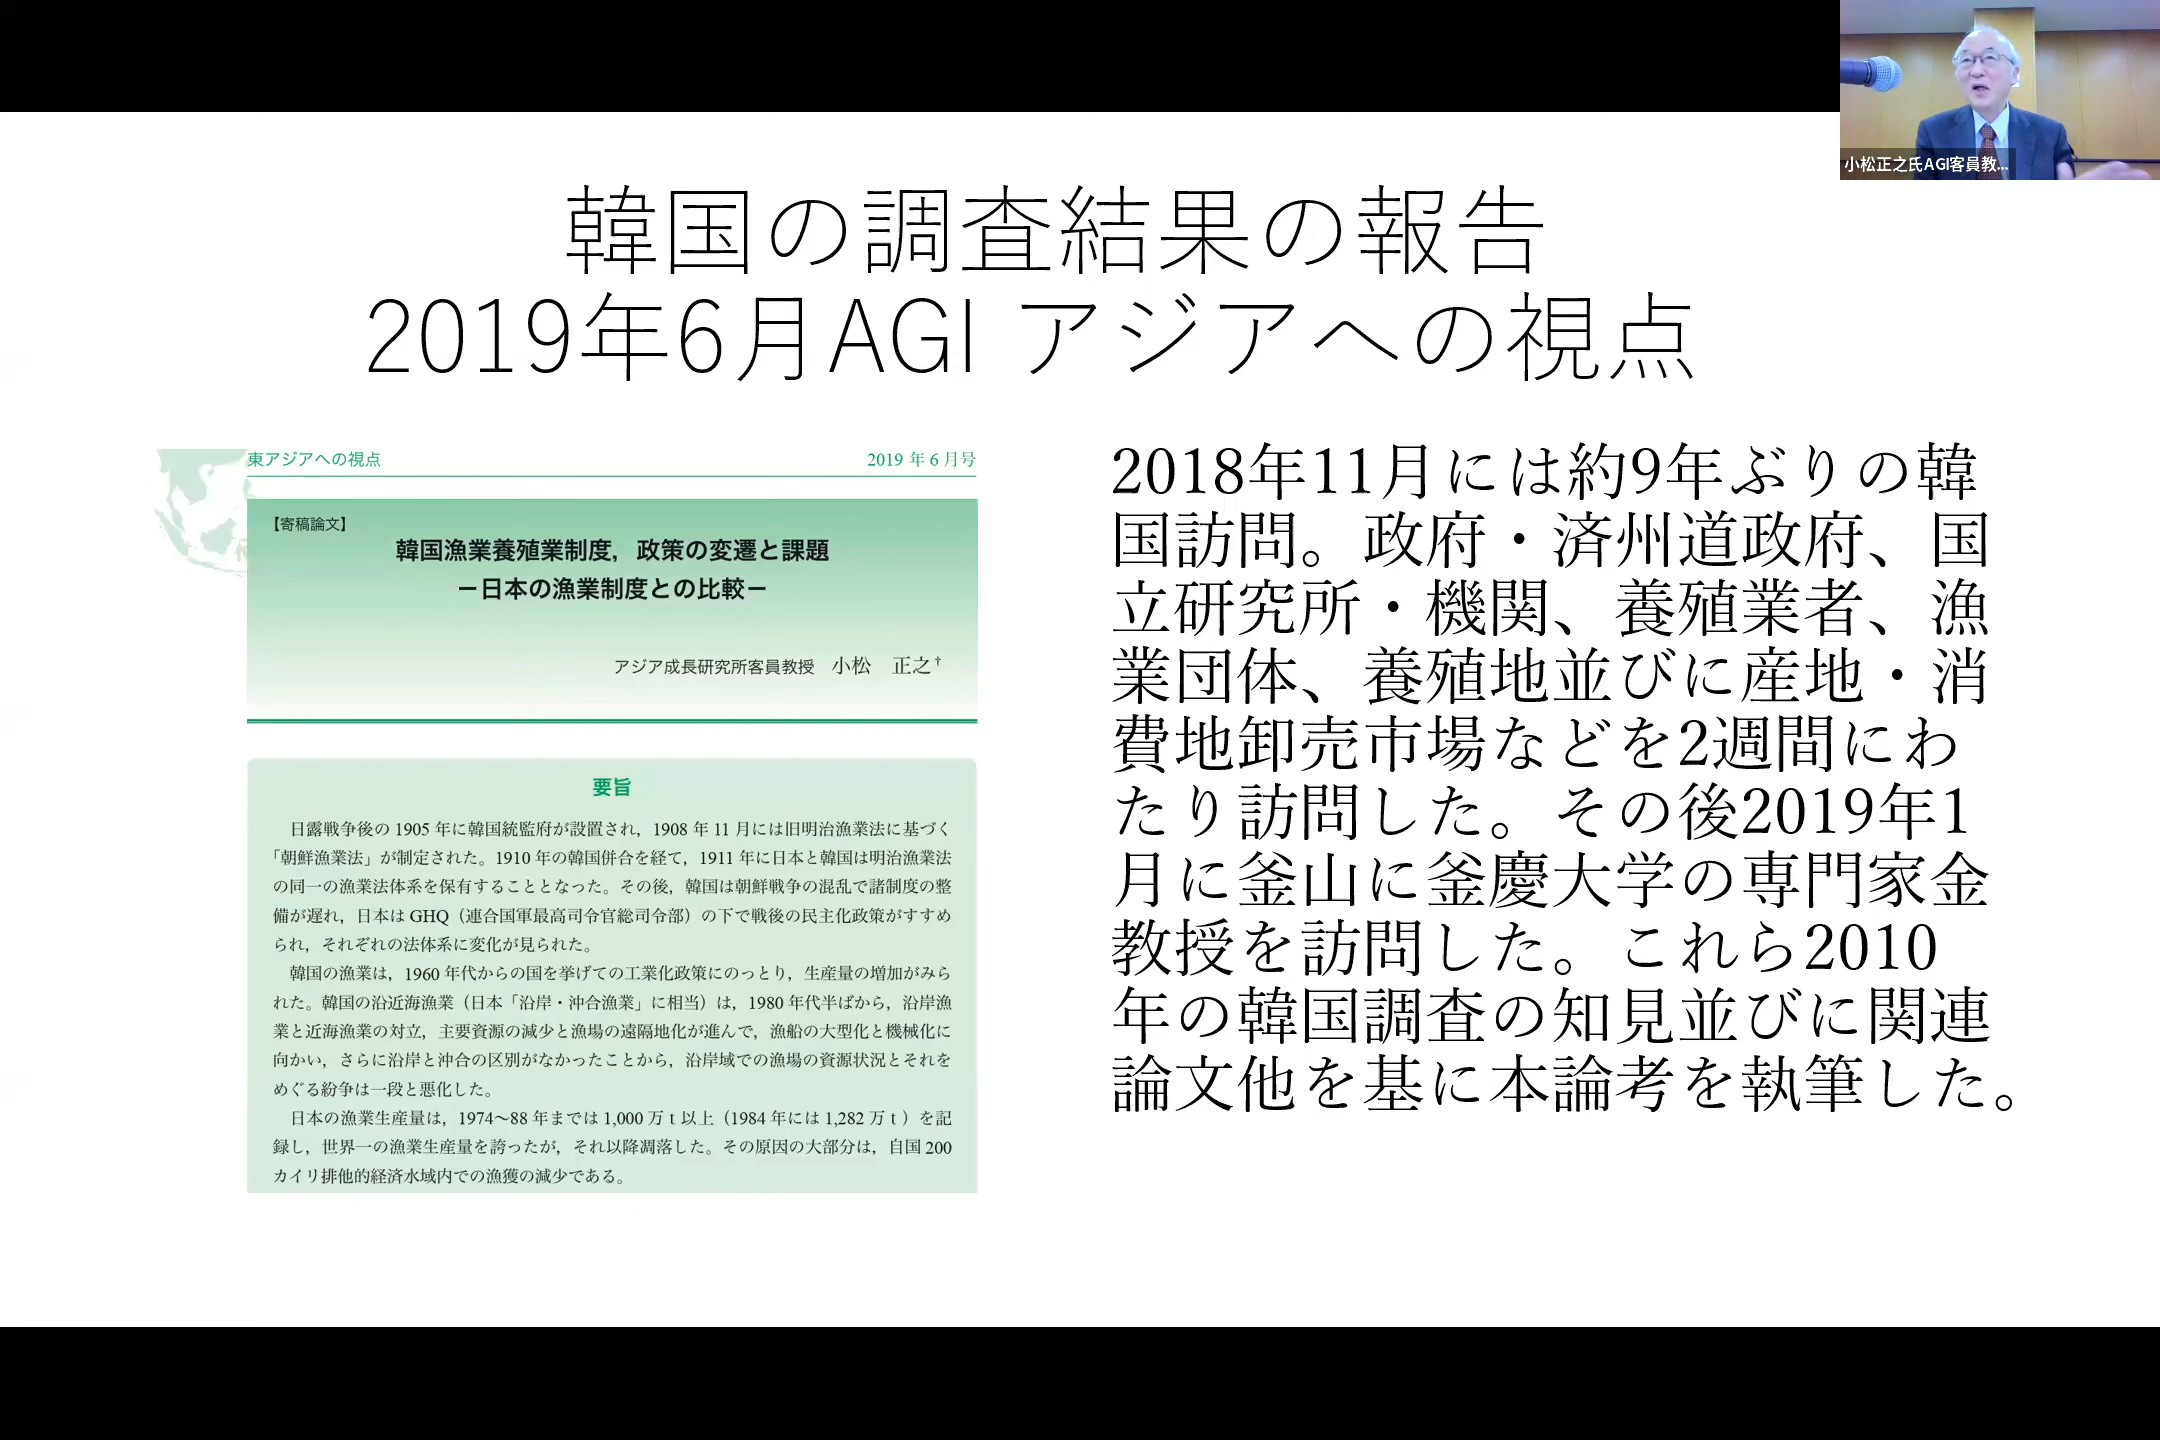 小松正之氏AGI客員教...
韓国の調査結果の報告
2019年6月AGI アジアへの視点
東アジアへの視点
2019 年 6 月号
【寄稿論文】
韓国漁業養殖業制度，政策の変遷と課題
－日本の漁業制度との比較－
アジア成長研究所客員教授　小松　正之†
要旨
日露戦争後の 1905 年に韓国統監府が設置され，1908 年 11 月には旧明治漁業法に基づく
「朝鮮漁業法」が制定された。1910 年の韓国併合を経て，1911 年に日本と韓国は明治漁業法
の同一の漁業法体系を保有することとなった。その後，韓国は朝鮮戦争の混乱で諸制度の整
備が遅れ，日本は GHQ（連合国軍最高司令官総司令部）の下で戦後の民主化政策がすすめ
られ，それぞれの法体系に変化が見られた。
韓国の漁業は，1960 年代からの国を挙げての工業化政策にのっとり，生産量の増加がみら
れた。韓国の沿近海漁業（日本「沿岸・沖合漁業」に相当）は，1980 年代半ばから，沿岸漁
業と近海漁業の対立，主要資源の減少と漁場の遠隔地化が進んで，漁船の大型化と機械化に
向かい，さらに沿岸と沖合の区別がなかったことから，沿岸域での漁場の資源状況とそれを
めぐる紛争は一段と悪化した。
日本の漁業生産量は，1974～88 年までは 1,000 万 t 以上（1984 年には 1,282 万 t ）を記
録し，世界一の漁業生産量を誇ったが，それ以降凋落した。その原因の大部分は，自国 200
カイリ排他的経済水域内での漁獲の減少である。
2018年11月には約9年ぶりの韓
国訪問。政府・済州道政府、国
立研究所・機関、養殖業者、漁
業団体、養殖地並びに産地・消
費地卸売市場などを2週間にわ
たり訪問した。その後2019年1
月に釜山に釜慶大学の専門家金
教授を訪問した。これら2010
年の韓国調査の知見並びに関連
論文他を基に本論考を執筆した。